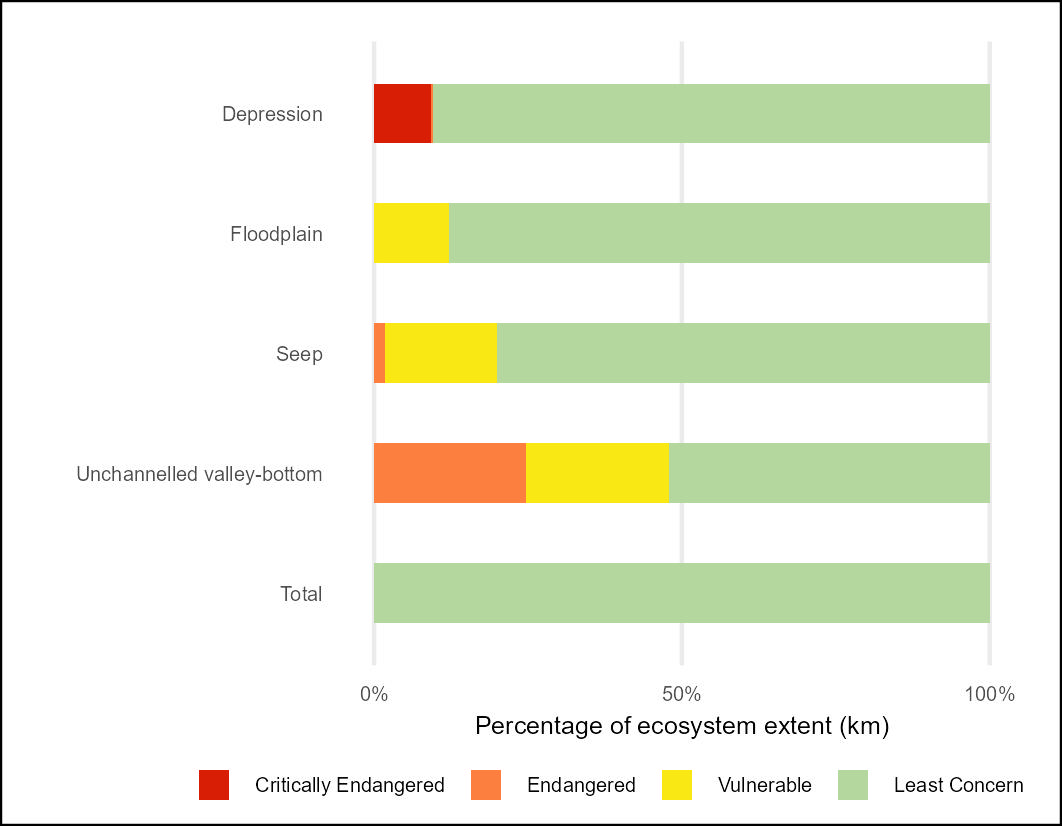 Depression
Floodplain
Seep
Unchannelled valley-bottom
Total
0% 50% 100%
Percentage of ecosystem extent (km)
Critically Endangered Endangered Vulnerable Least Concern